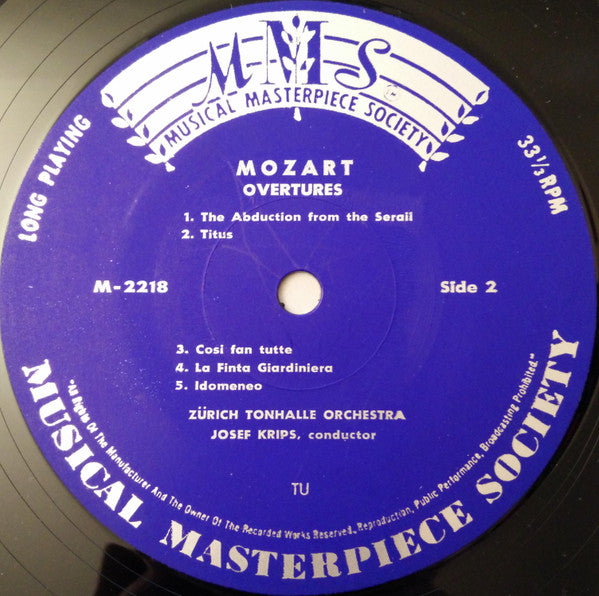 MMS
MUSICAL MASTERPIECE SOCIETY
LONG PLAYING
33 1/3 RPM
MOZART
OVERTURES
1. The Abduction from the Serail
2. Titus
M-2218
Side 2
3. Cosi fan tutte
4. La Finta Giardiniera
5. Idomeneo
ZÜRICH TONHALLE ORCHESTRA
JOSEF KRIPS, conductor
TU
"All Rights Of The Manufacturer And The Owner Of The Recorded Works Reserved, Reproduction, Public Performance, Broadcasting Prohibited."
MUSICAL MASTERPIECE SOCIETY